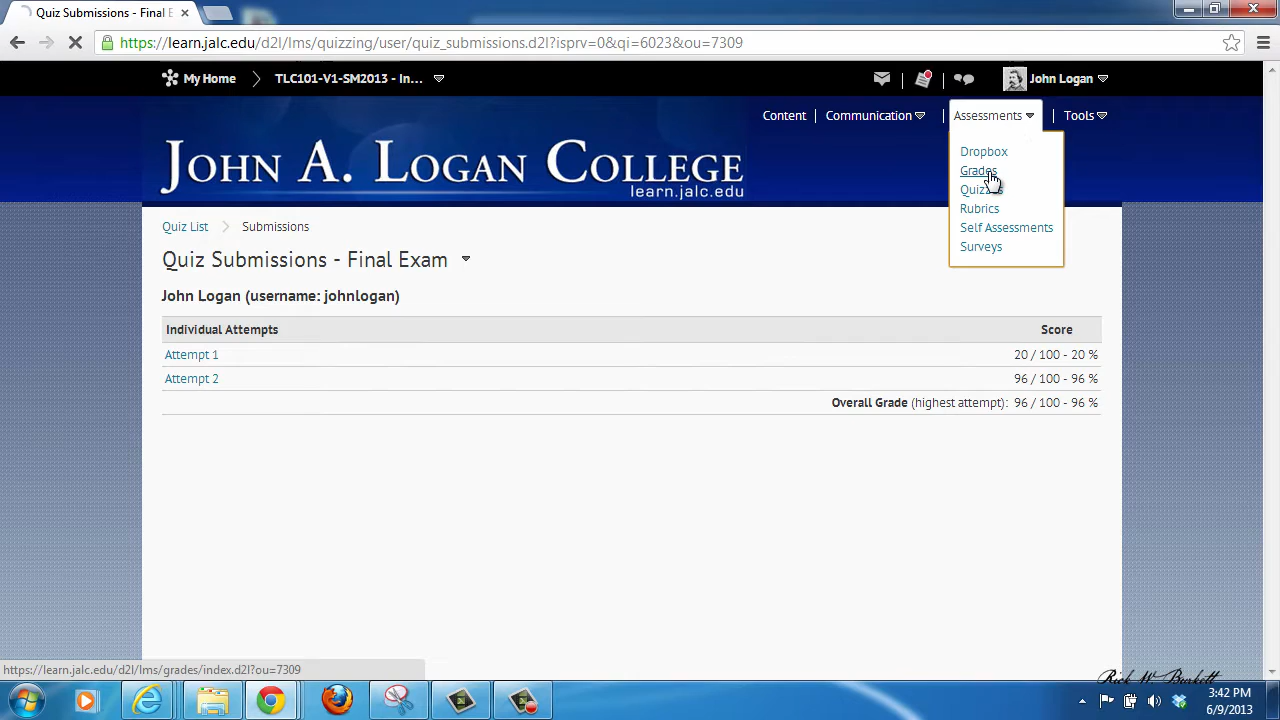 Quiz Submissions - Final E
https://learn.jalc.edu/d2l/lms/quizzing/user/quiz_submissions.d2l?isprv=0&qi=6023&ou=7309
My Home TLC101-V1-SM2013 - In... John Logan
Content Communication Assessments Tools
JOHN A. LOGAN COLLEGE
learn.jalc.edu
Dropbox
Grades
Quizzes
Rubrics
Self Assessments
Surveys
Quiz List Submissions
Quiz Submissions - Final Exam
John Logan (username: johnlogan)
Individual Attempts Score
Attempt 1 20 / 100 - 20 %
Attempt 2 96 / 100 - 96 %
Overall Grade (highest attempt): 96 / 100 - 96 %
https://learn.jalc.edu/d2l/lms/grades/index.d2l?ou=7309
3:42 PM
6/9/2013